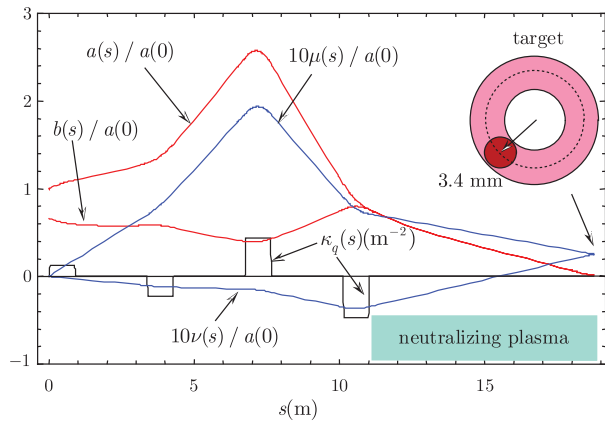 3
2
1
0
−1
a(s) / a(0)
10μ(s) / a(0)
b(s) / a(0)
target
3.4 mm
κ_q(s)(m⁻²)
10ν(s) / a(0)
neutralizing plasma
0
5
10
15
s(m)